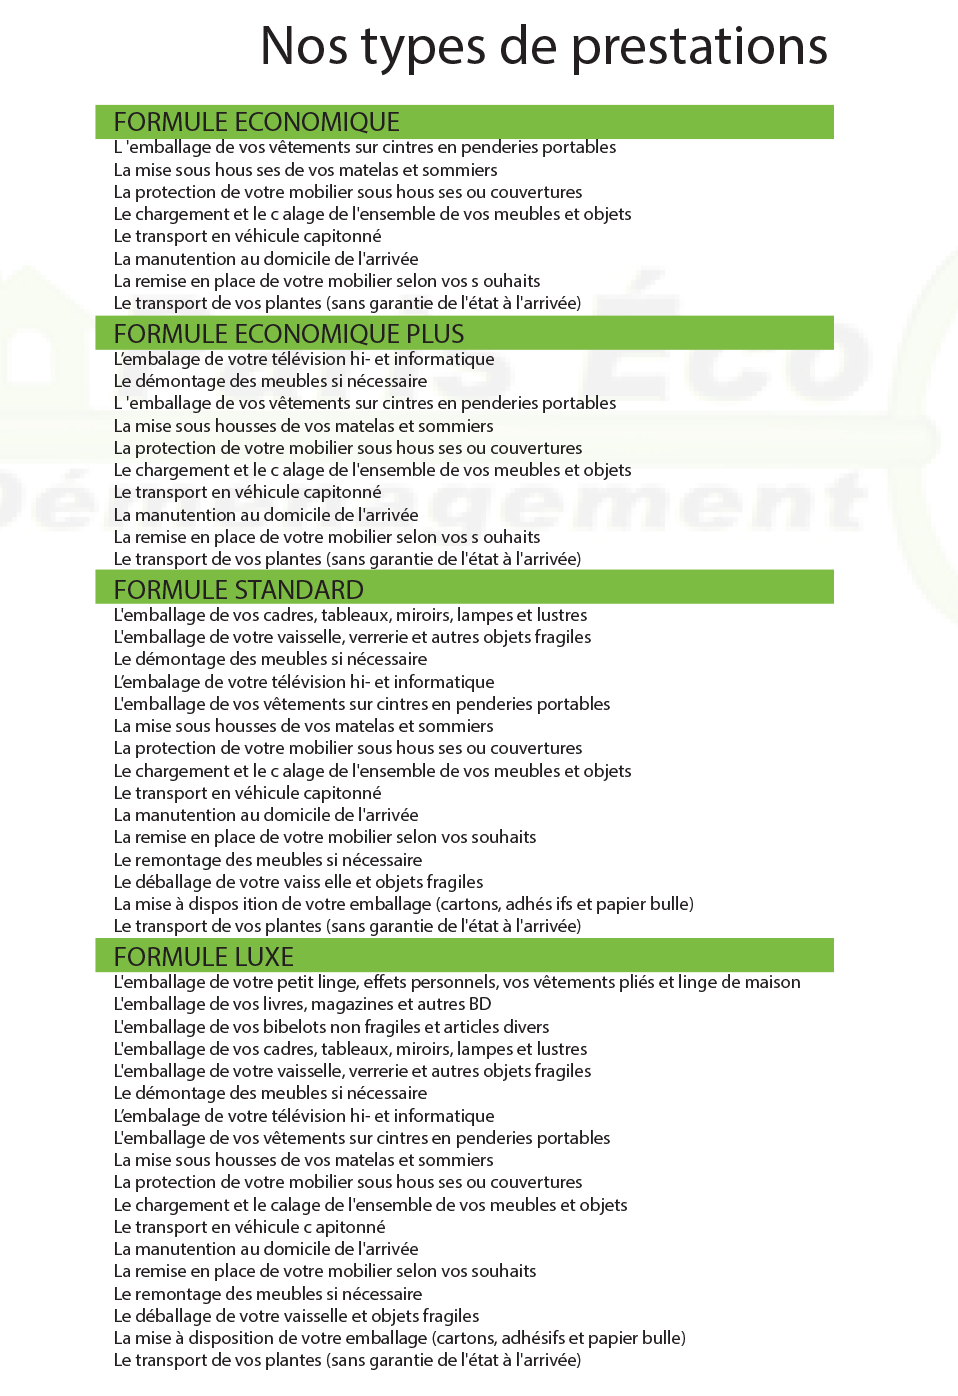 Nos types de prestations
FORMULE ECONOMIQUE
L 'emballage de vos vêtements sur cintres en penderies portables
La mise sous hous ses de vos matelas et sommiers
La protection de votre mobilier sous hous ses ou couvertures
Le chargement et le c alage de l'ensemble de vos meubles et objets
Le transport en véhicule capitonné
La manutention au domicile de l'arrivée
La remise en place de votre mobilier selon vos s ouhaits
Le transport de vos plantes (sans garantie de l'état à l'arrivée)
FORMULE ECONOMIQUE PLUS
L’embalage de votre télévision hi- et informatique
Le démontage des meubles si nécessaire
L 'emballage de vos vêtements sur cintres en penderies portables
La mise sous housses de vos matelas et sommiers
La protection de votre mobilier sous hous ses ou couvertures
Le chargement et le c alage de l'ensemble de vos meubles et objets
Le transport en véhicule capitonné
La manutention au domicile de l'arrivée
La remise en place de votre mobilier selon vos s ouhaits
Le transport de vos plantes (sans garantie de l'état à l'arrivée)
FORMULE STANDARD
L'emballage de vos cadres, tableaux, miroirs, lampes et lustres
L'emballage de votre vaisselle, verrerie et autres objets fragiles
Le démontage des meubles si nécessaire
L’embalage de votre télévision hi- et informatique
L'emballage de vos vêtements sur cintres en penderies portables
La mise sous housses de vos matelas et sommiers
La protection de votre mobilier sous hous ses ou couvertures
Le chargement et le c alage de l'ensemble de vos meubles et objets
Le transport en véhicule capitonné
La manutention au domicile de l'arrivée
La remise en place de votre mobilier selon vos souhaits
Le remontage des meubles si nécessaire
Le déballage de votre vaiss elle et objets fragiles
La mise à dispos ition de votre emballage (cartons, adhés ifs et papier bulle)
Le transport de vos plantes (sans garantie de l'état à l'arrivée)
FORMULE LUXE
L'emballage de votre petit linge, effets personnels, vos vêtements pliés et linge de maison
L'emballage de vos livres, magazines et autres BD
L'emballage de vos bibelots non fragiles et articles divers
L'emballage de vos cadres, tableaux, miroirs, lampes et lustres
L'emballage de votre vaisselle, verrerie et autres objets fragiles
Le démontage des meubles si nécessaire
L’embalage de votre télévision hi- et informatique
L'emballage de vos vêtements sur cintres en penderies portables
La mise sous housses de vos matelas et sommiers
La protection de votre mobilier sous hous ses ou couvertures
Le chargement et le calage de l'ensemble de vos meubles et objets
Le transport en véhicule c apitonné
La manutention au domicile de l'arrivée
La remise en place de votre mobilier selon vos souhaits
Le remontage des meubles si nécessaire
Le déballage de votre vaisselle et objets fragiles
La mise à disposition de votre emballage (cartons, adhésifs et papier bulle)
Le transport de vos plantes (sans garantie de l'état à l'arrivée)
Éco